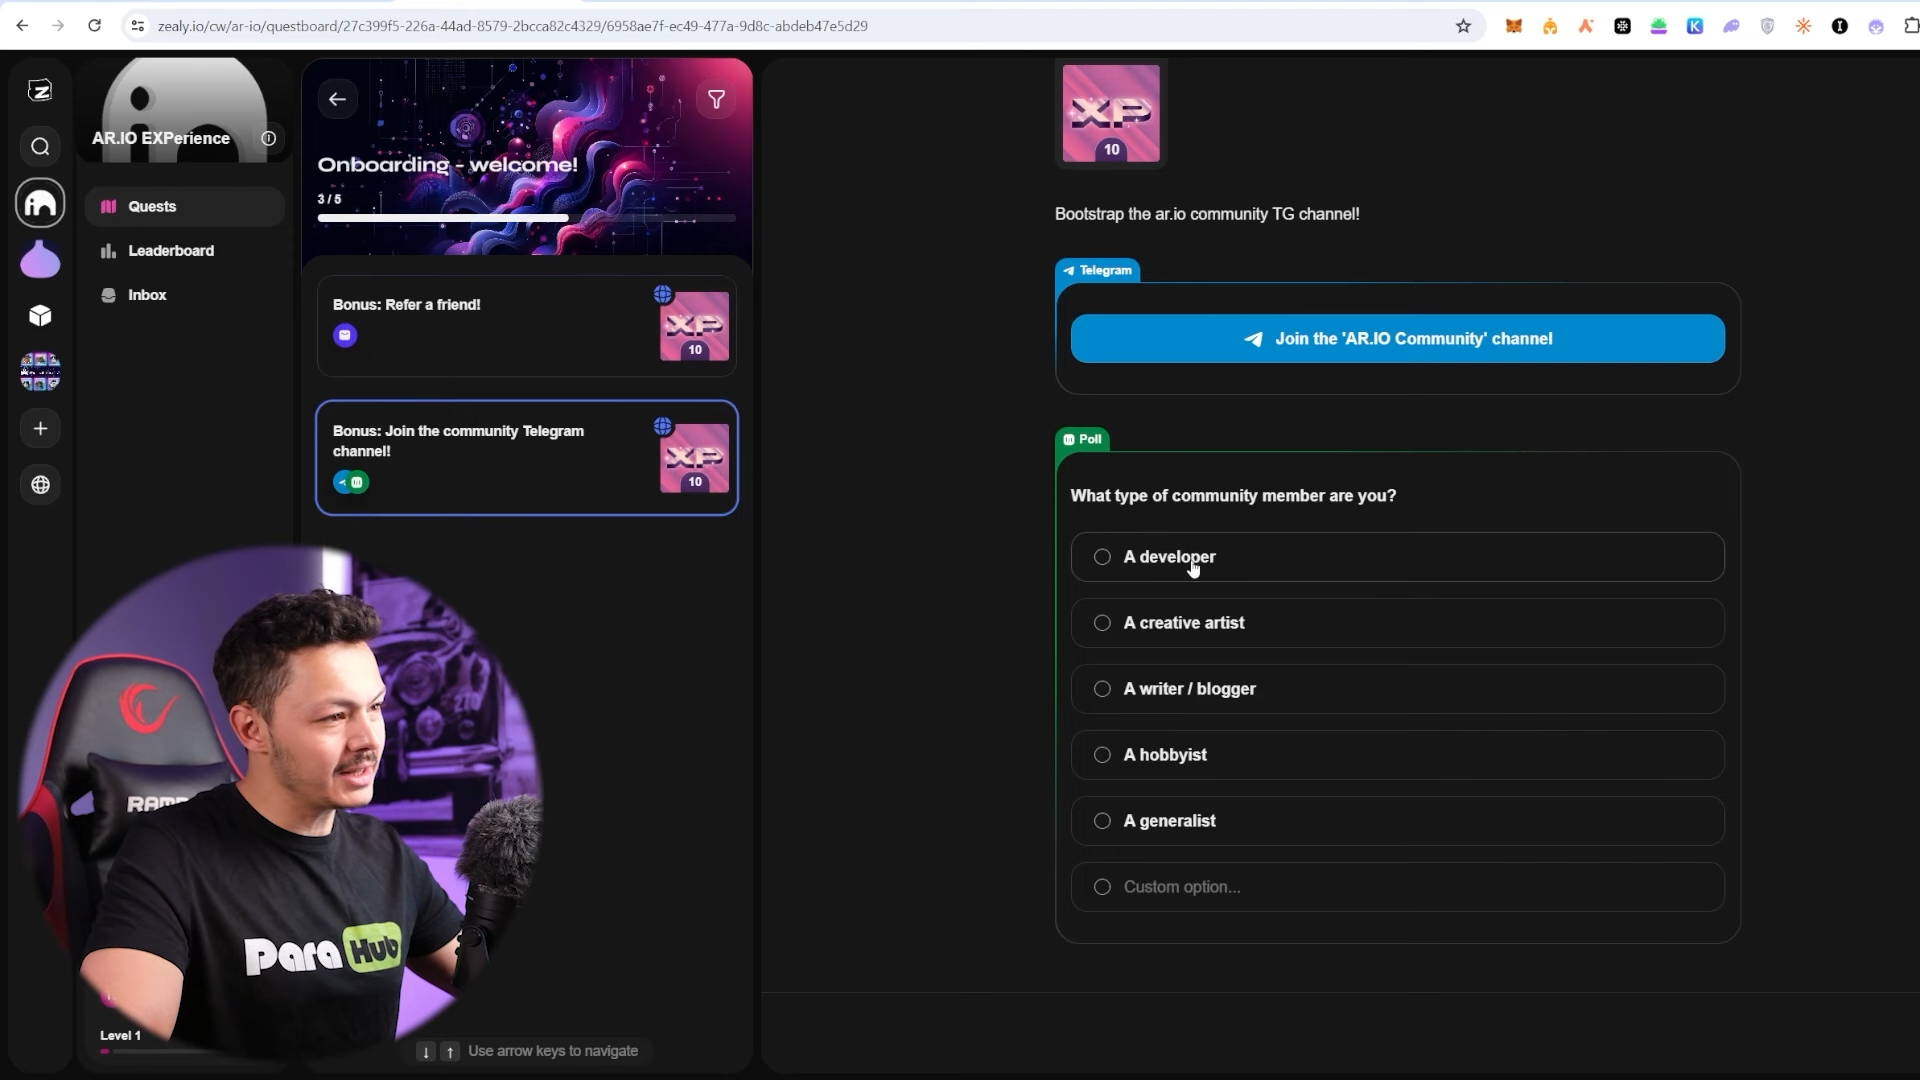 zealy.io/cw/ar-io/questboard/27c399f5-226a-44ad-8579-2bcca82c4329/6958ae7f-ec49-477a-9d8c-abdeb47e5d29
AR.IO EXPerience
Quests
Leaderboard
Inbox
Level 1
Onboarding - welcome!
3 / 5
Bonus: Refer a friend!
XP
10
Bonus: Join the community Telegram
channel!
XP
10
Use arrow keys to navigate
XP
10
Bootstrap the ar.io community TG channel!
Telegram
Join the 'AR.IO Community' channel
Poll
What type of community member are you?
A developer
A creative artist
A writer / blogger
A hobbyist
A generalist
Custom option...
Para Hub